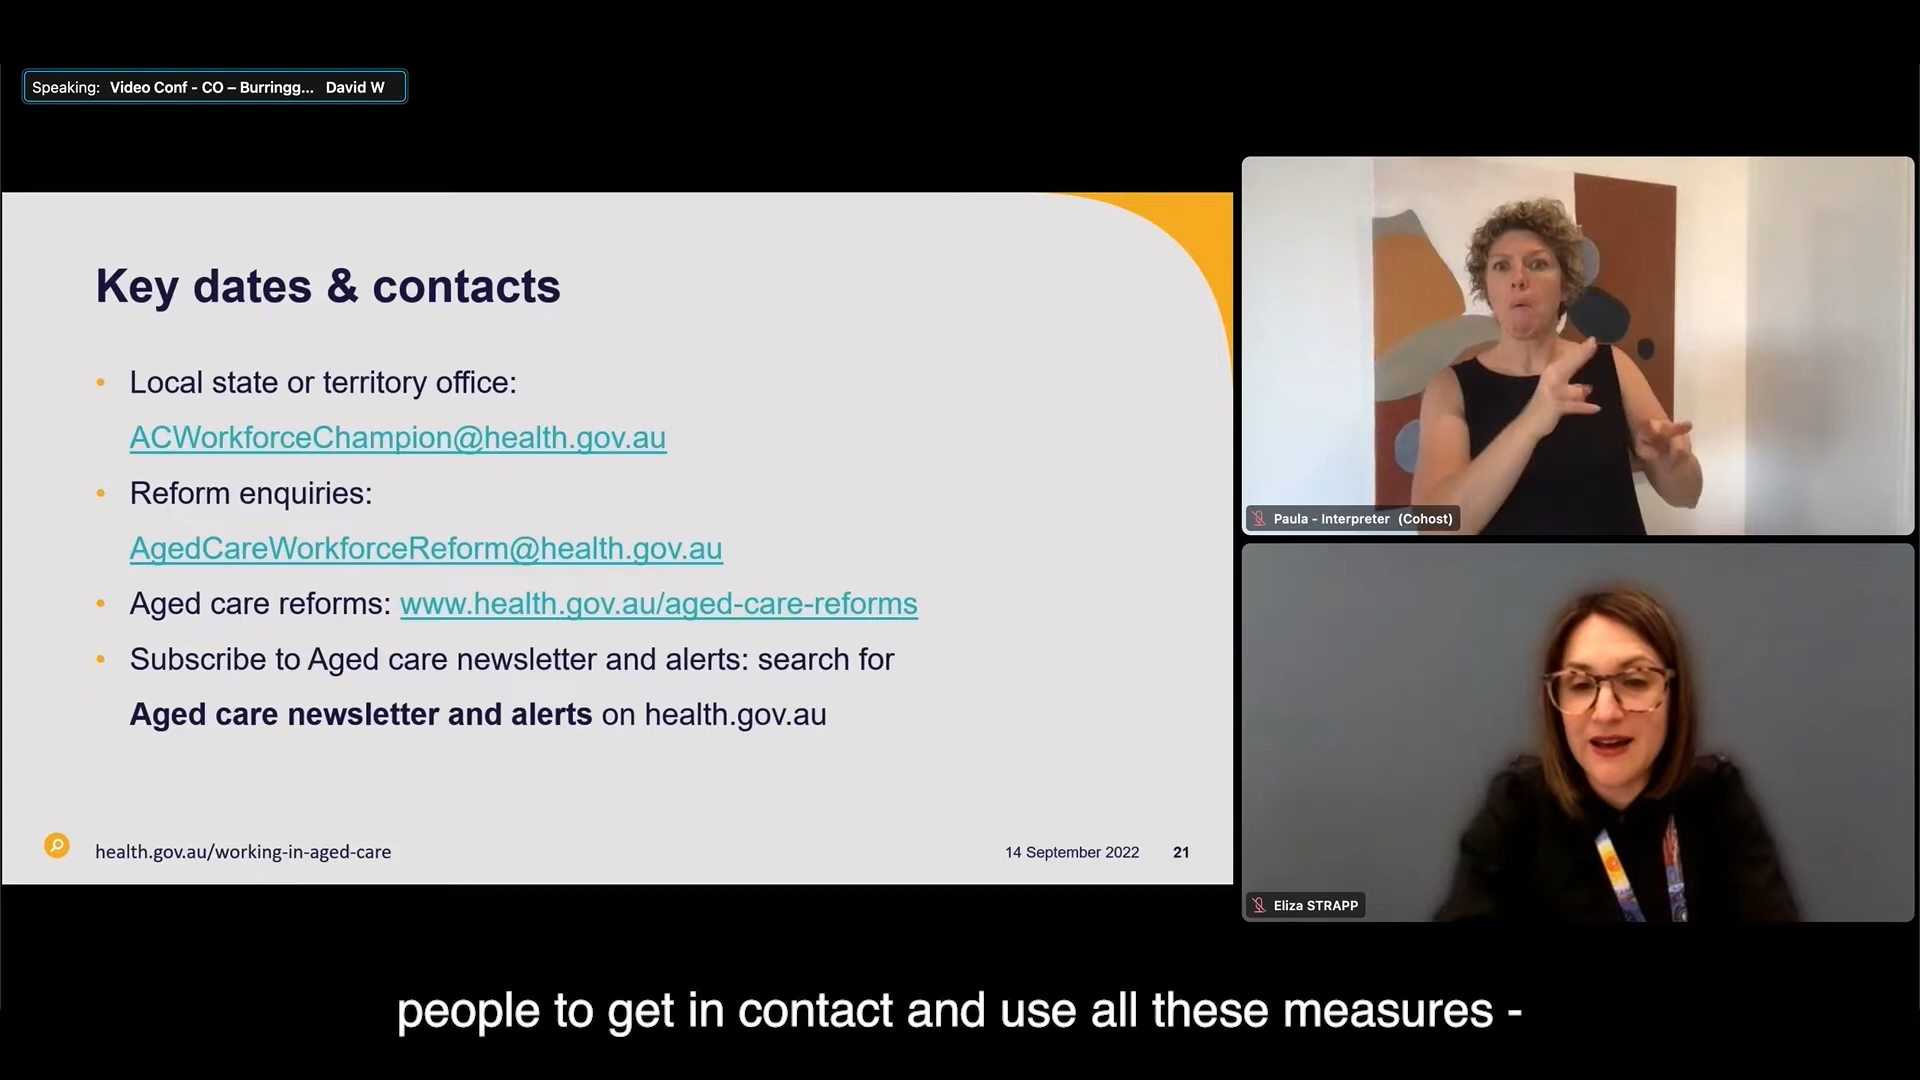 Speaking: Video Conf - CO – Burringg... David W
Key dates & contacts
• Local state or territory office:
ACWorkforceChampion@health.gov.au
• Reform enquiries:
AgedCareWorkforceReform@health.gov.au
• Aged care reforms: www.health.gov.au/aged-care-reforms
• Subscribe to Aged care newsletter and alerts: search for
Aged care newsletter and alerts on health.gov.au
health.gov.au/working-in-aged-care
14 September 2022 21
Paula - Interpreter (Cohost)
Eliza STRAPP
people to get in contact and use all these measures -